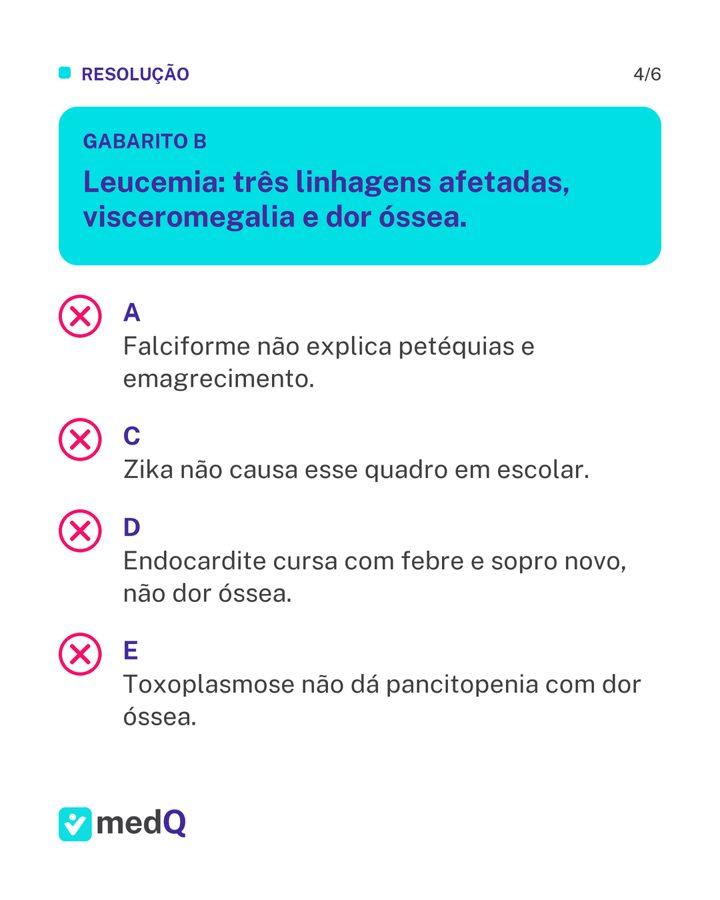 RESOLUÇÃO
4/6
GABARITO B
Leucemia: três linhagens afetadas,
visceromegalia e dor óssea.
A
Falciforme não explica petéquias e
emagrecimento.
C
Zika não causa esse quadro em escolar.
D
Endocardite cursa com febre e sopro novo,
não dor óssea.
E
Toxoplasmose não dá pancitopenia com dor
óssea.
medQ